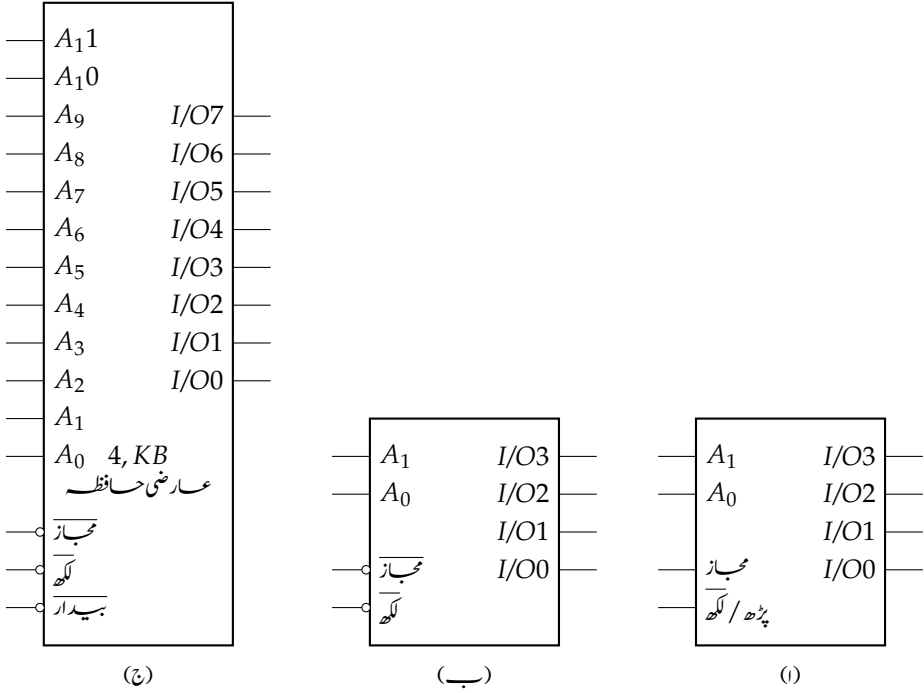 A₁1
A₁0
A₉ I/O7
A₈ I/O6
A₇ I/O5
A₆ I/O4
A₅ I/O3
A₄ I/O2
A₃ I/O1
A₂ I/O0
A₁
A₀ 4, KB
عارضی حافظہ
مجاز
لکھ
بیدار
(ج)
A₁ I/O3
A₀ I/O2
I/O1
مجاز I/O0
لکھ
(ب)
A₁ I/O3
A₀ I/O2
I/O1
مجاز I/O0
پڑھ / لکھ
(ا)